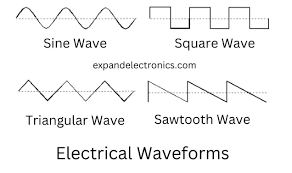 Sine Wave
Square Wave
expandelectronics.com
Triangular Wave
Sawtooth Wave
Electrical Waveforms